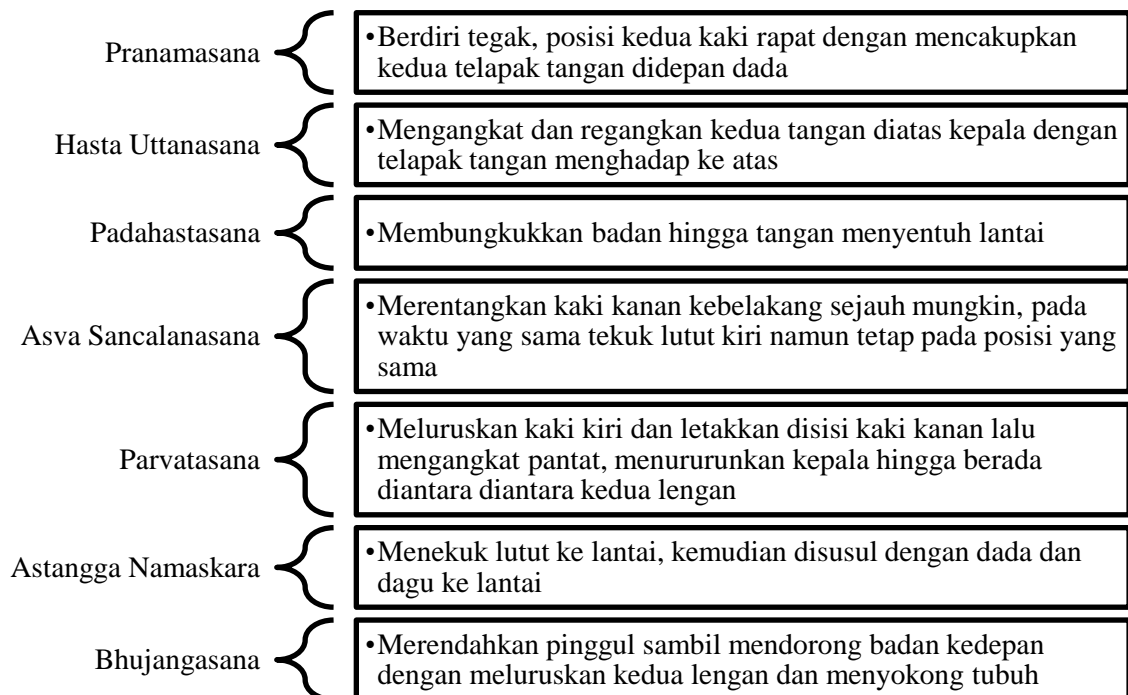 Pranamasana
•Berdiri tegak, posisi kedua kaki rapat dengan mencakupkan
kedua telapak tangan didepan dada
Hasta Uttanasana
•Mengangkat dan regangkan kedua tangan diatas kepala dengan
telapak tangan menghadap ke atas
Padahastasana
•Membungkukkan badan hingga tangan menyentuh lantai
Asva Sancalanasana
•Merentangkan kaki kanan kebelakang sejauh mungkin, pada
waktu yang sama tekuk lutut kiri namun tetap pada posisi yang
sama
Parvatasana
•Meluruskan kaki kiri dan letakkan disisi kaki kanan lalu
mengangkat pantat, menururunkan kepala hingga berada
diantara diantara kedua lengan
Astangga Namaskara
•Menekuk lutut ke lantai, kemudian disusul dengan dada dan
dagu ke lantai
Bhujangasana
•Merendahkan pinggul sambil mendorong badan kedepan
dengan meluruskan kedua lengan dan menyokong tubuh